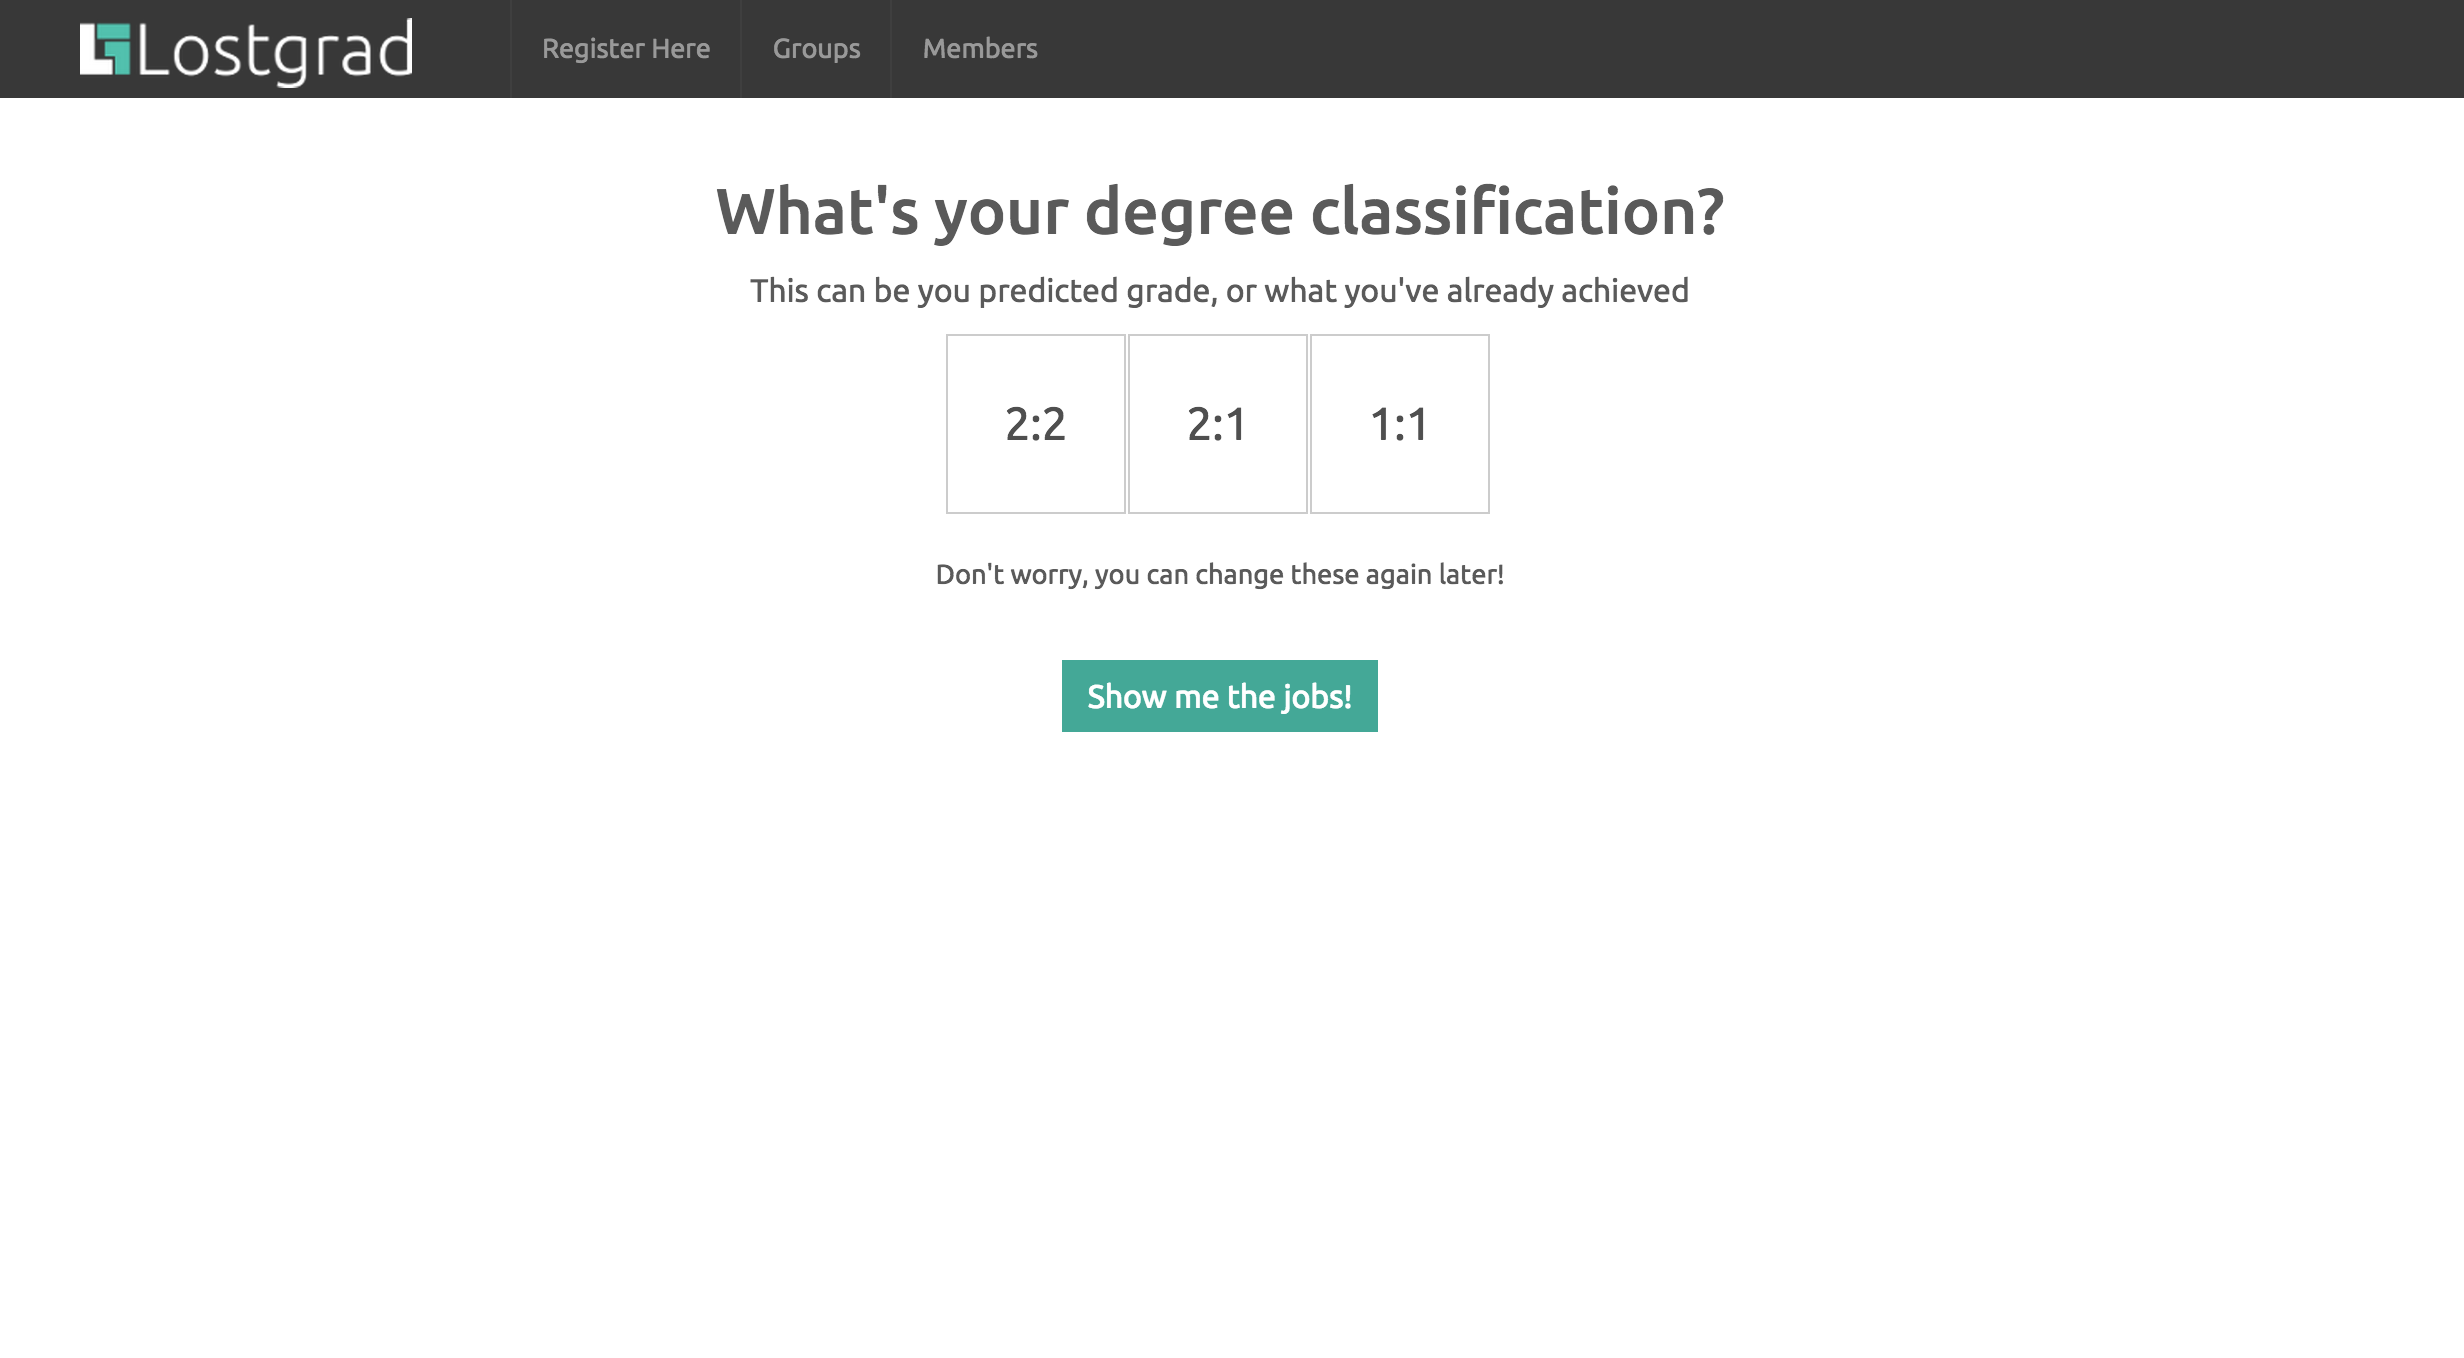 Lostgrad
Register Here
Groups
Members
What's your degree classification?
This can be you predicted grade, or what you've already achieved
2:2
2:1
1:1
Don't worry, you can change these again later!
Show me the jobs!